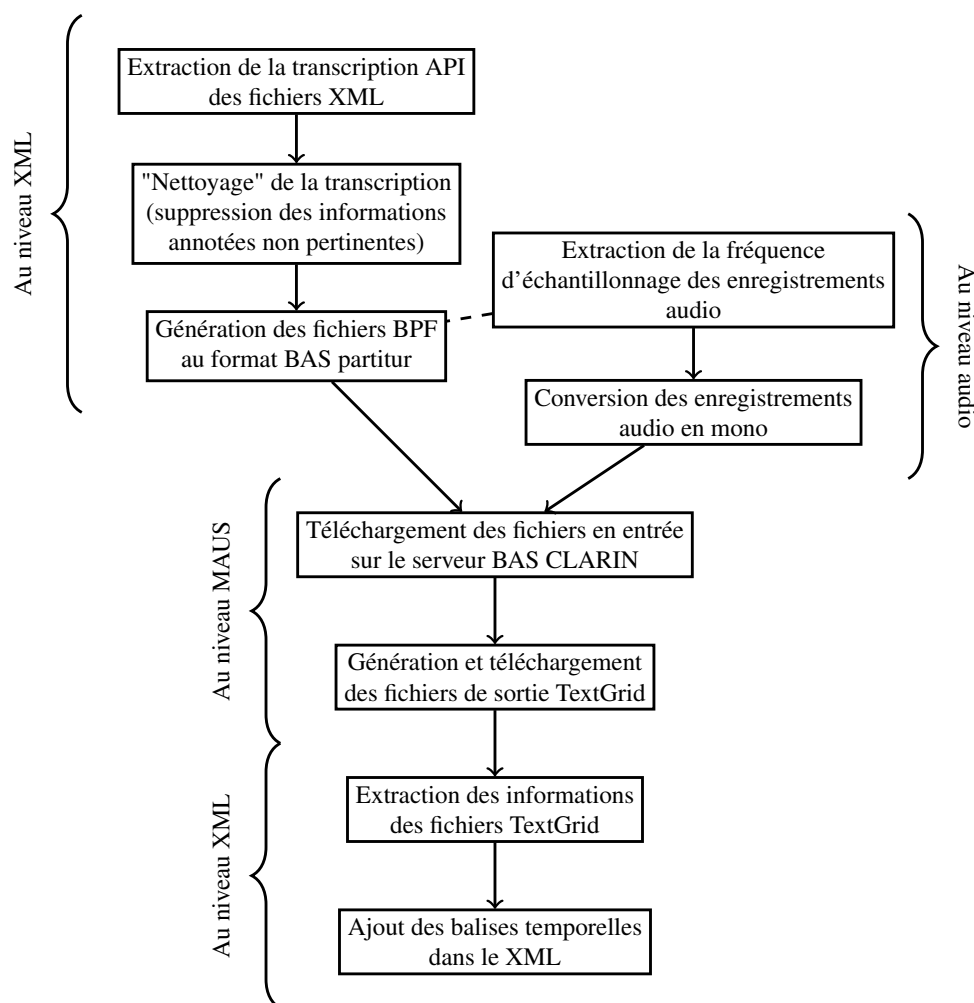 Au niveau XML
Extraction de la transcription API
des fichiers XML
"Nettoyage" de la transcription
(suppression des informations
annotées non pertinentes)
Génération des fichiers BPF
au format BAS partitur
Extraction de la fréquence
d’échantillonnage des enregistrements
audio
Conversion des enregistrements
audio en mono
Au niveau audio
Au niveau MAUS
Téléchargement des fichiers en entrée
sur le serveur BAS CLARIN
Génération et téléchargement
des fichiers de sortie TextGrid
Au niveau XML
Extraction des informations
des fichiers TextGrid
Ajout des balises temporelles
dans le XML